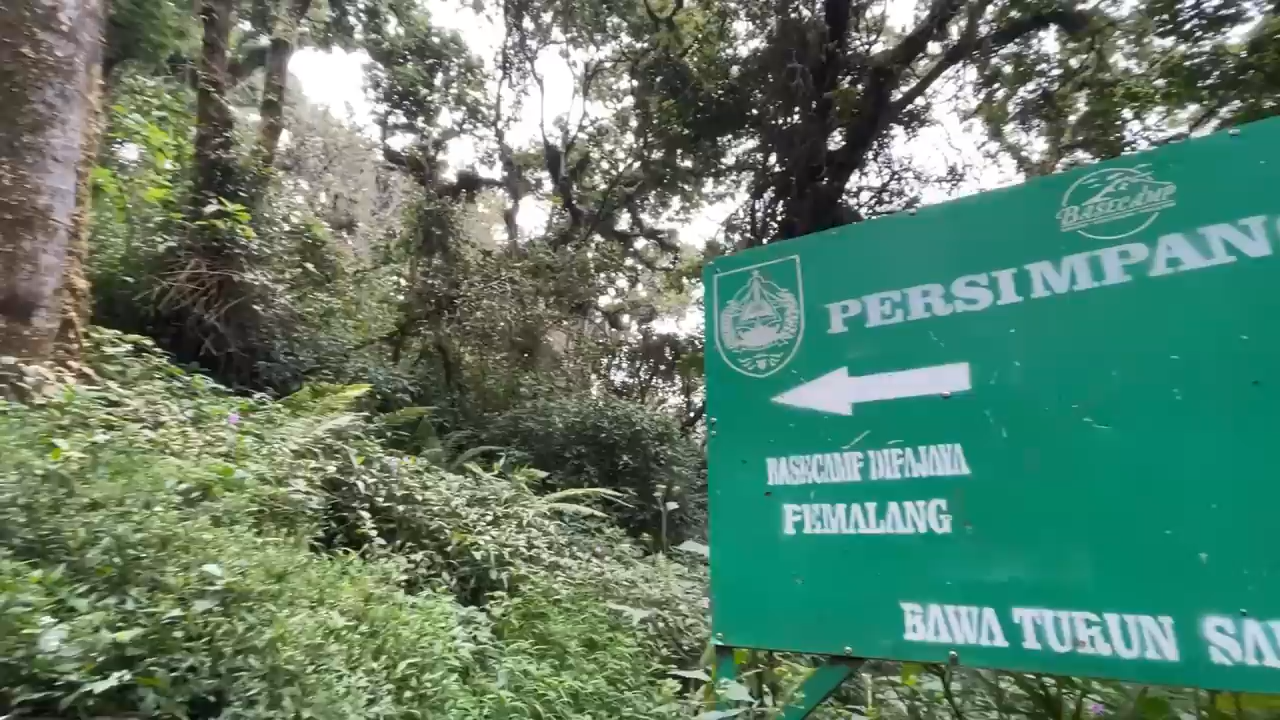 BASECAMP
PERSIMPANG
BASECAMP DIPAJAYA
PEMALANG
BAWA TURUN